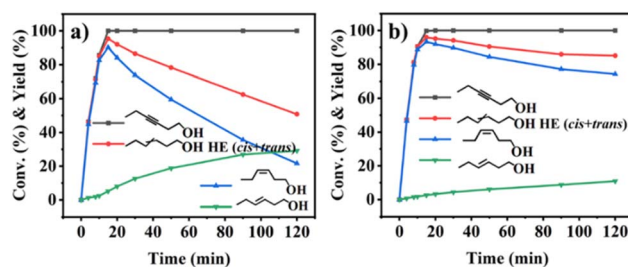 a)
Conv. (%) & Yield (%)
100
80
60
40
20
0
OH
OH HE (cis+trans)
OH
OH
0 20 40 60 80 100 120
Time (min)
b)
Conv. (%) & Yield (%)
100
80
60
40
20
0
OH
OH HE (cis+trans)
OH
OH
0 20 40 60 80 100 120
Time (min)